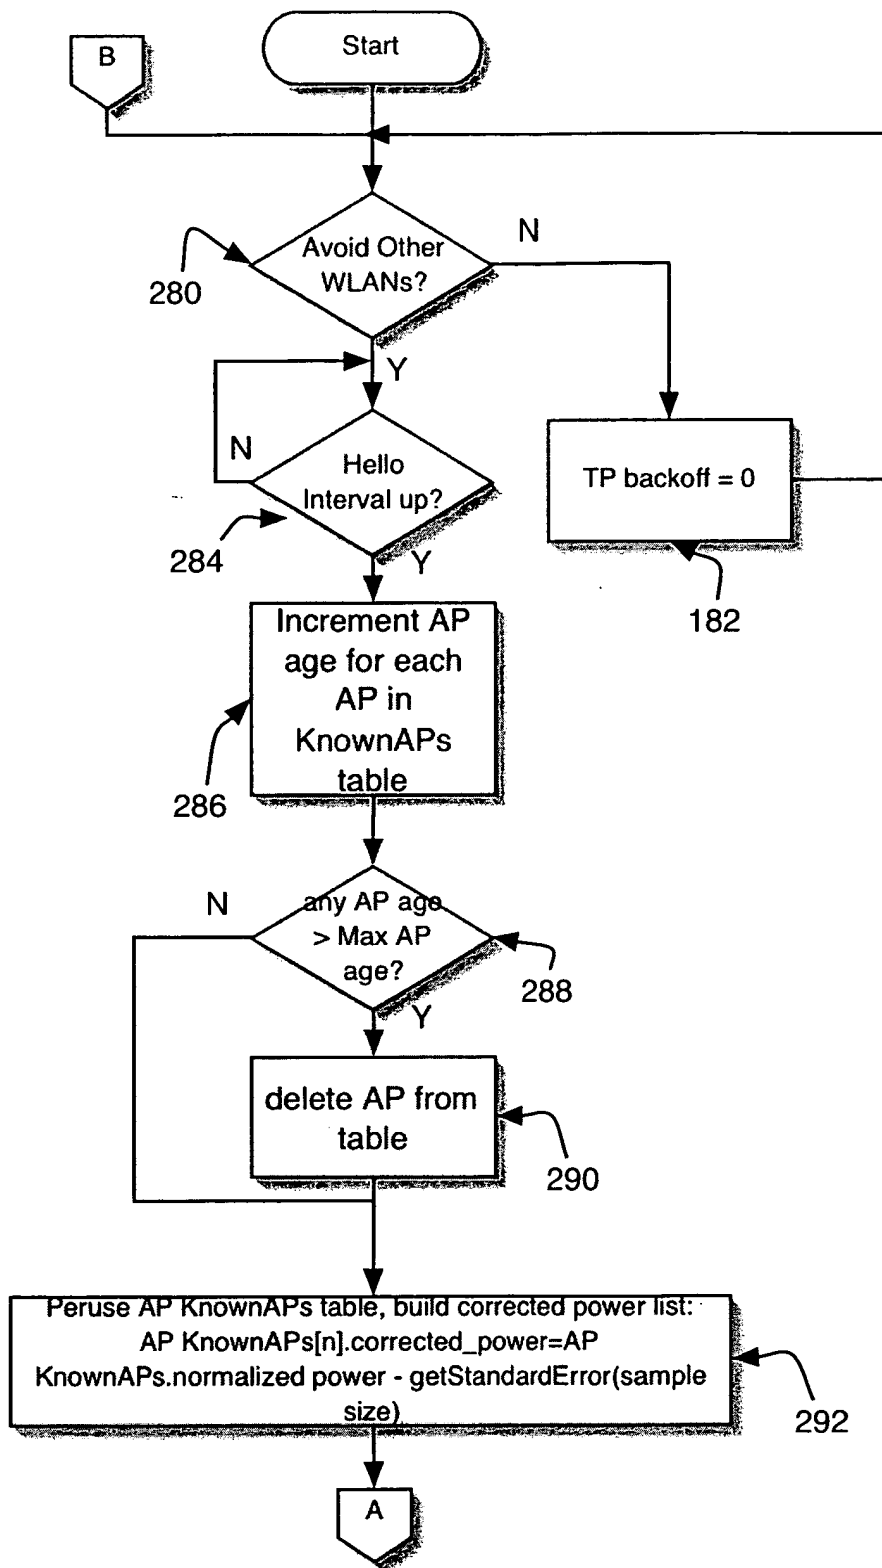 B
Start
Avoid Other
WLANs?
N
280
Y
N
Hello
Interval up?
TP backoff = 0
284
Y
182
Increment AP
age for each
AP in
KnownAPs
table
286
N
any AP age
> Max AP
age?
288
Y
delete AP from
table
290
Peruse AP KnownAPs table, build corrected power list:
AP KnownAPs[n].corrected_power=AP
KnownAPs.normalized power - getStandardError(sample
size)
292
A